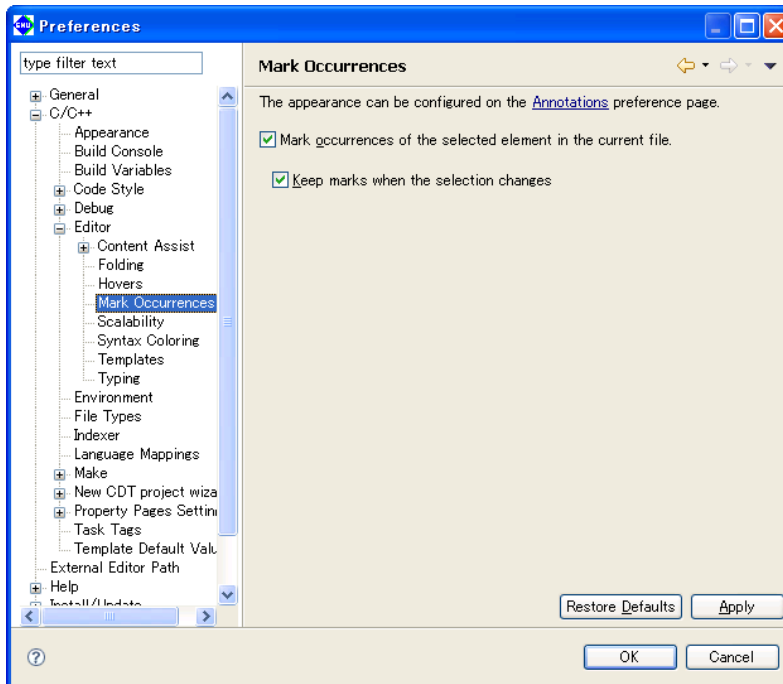 Preferences
type filter text
General
C/C++
Appearance
Build Console
Build Variables
Code Style
Debug
Editor
Content Assist
Folding
Hovers
Mark Occurrences
Scalability
Syntax Coloring
Templates
Typing
Environment
File Types
Indexer
Language Mappings
Make
New CDT project wiza
Property Pages Settin
Task Tags
Template Default Valu
External Editor Path
Help
Install/Update
Mark Occurrences
The appearance can be configured on the Annotations preference page.
Mark occurrences of the selected element in the current file.
Keep marks when the selection changes
Restore Defaults
Apply
OK
Cancel